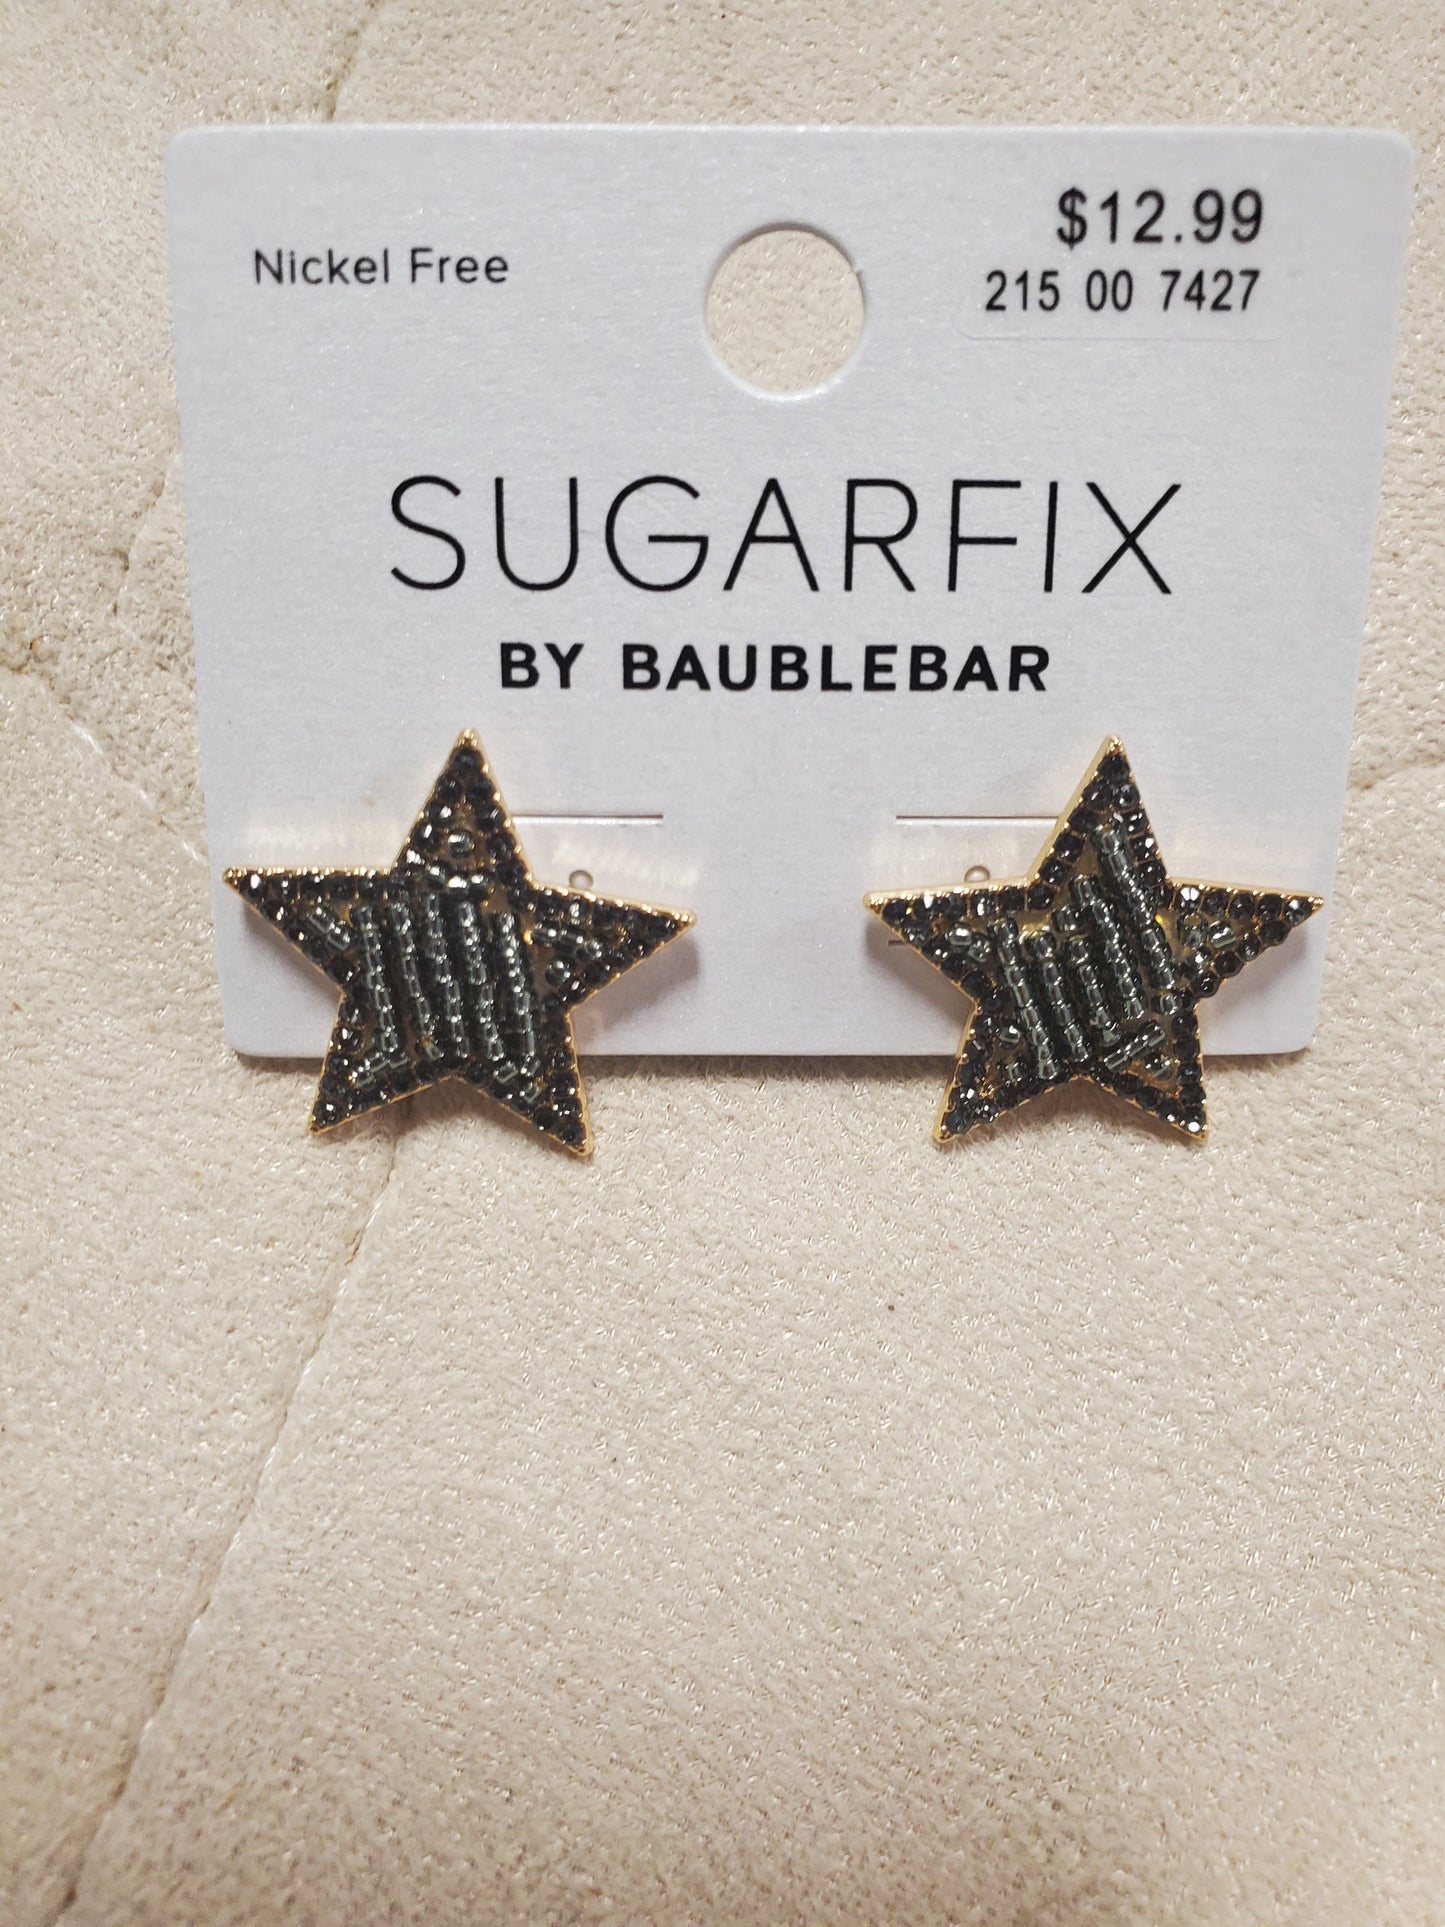 Nickel Free
$12.99
215 00 7427
SUGARFIX
BY BAUBLEBAR